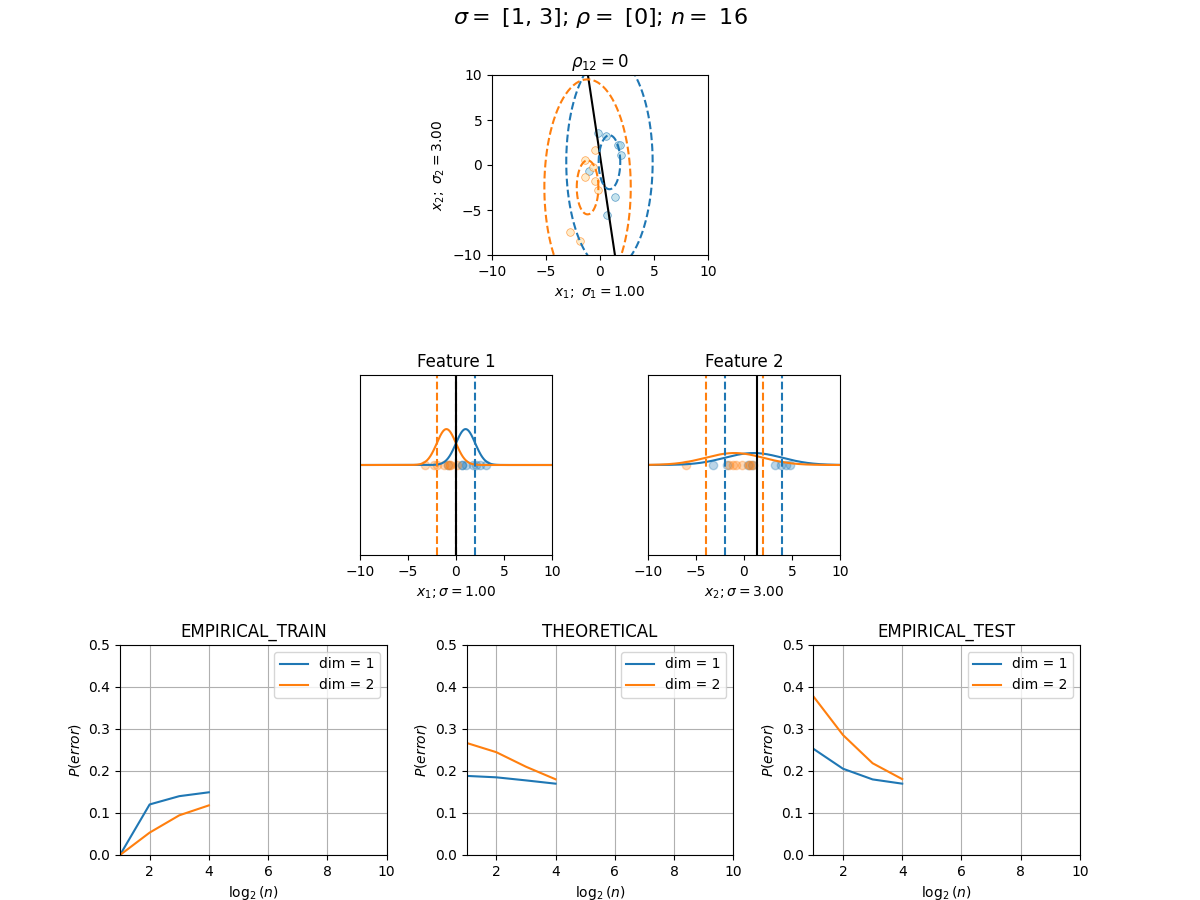 σ = [1, 3]; ρ = [0]; n = 16
ρ₁₂ = 0
10
5
0
−5
−10
x₂; σ₂ = 3.00
−10 −5 0 5 10
x₁; σ₁ = 1.00
Feature 1
−10 −5 0 5 10
x₁; σ = 1.00
Feature 2
−10 −5 0 5 10
x₂; σ = 3.00
EMPIRICAL_TRAIN
0.5
0.4
0.3
0.2
0.1
0.0
P(error)
dim = 1
dim = 2
2 4 6 8 10
log₂(n)
THEORETICAL
0.5
0.4
0.3
0.2
0.1
0.0
P(error)
dim = 1
dim = 2
2 4 6 8 10
log₂(n)
EMPIRICAL_TEST
0.5
0.4
0.3
0.2
0.1
0.0
P(error)
dim = 1
dim = 2
2 4 6 8 10
log₂(n)